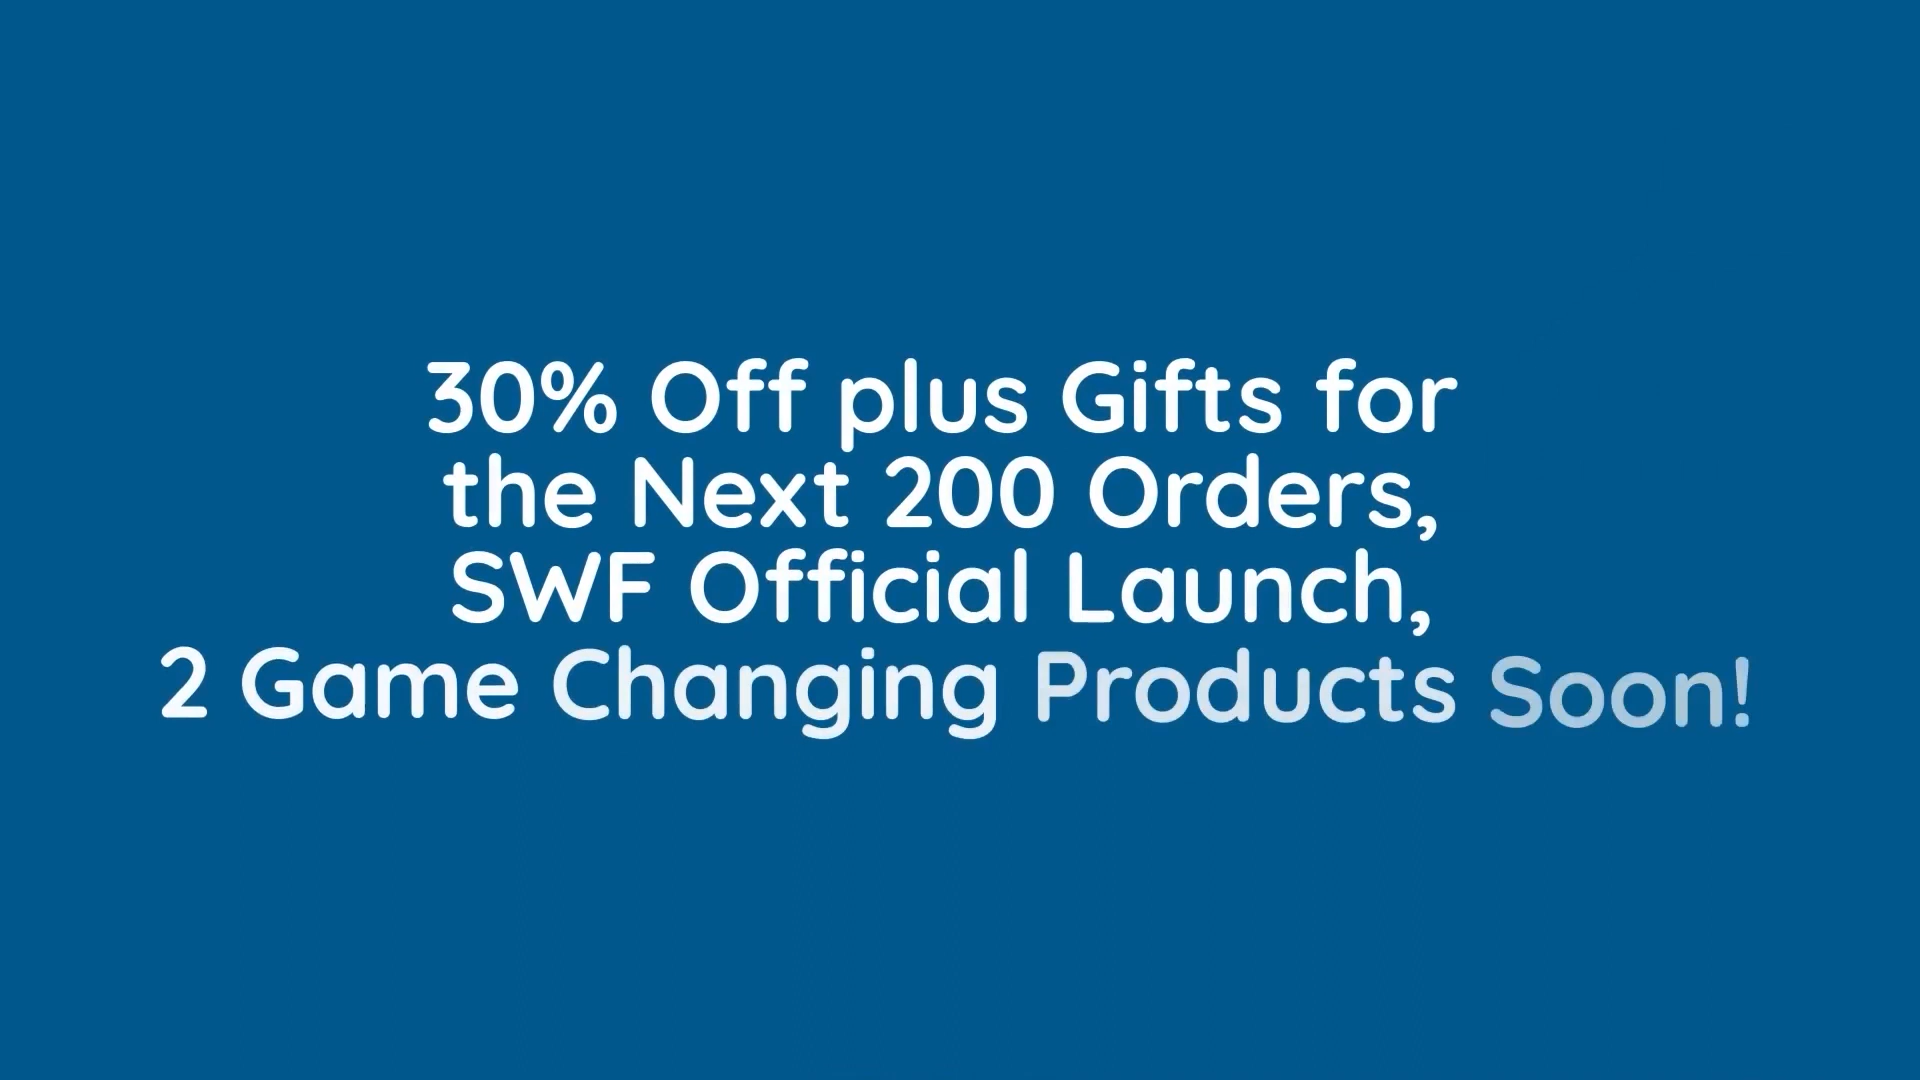 30% Off plus Gifts for
the Next 200 Orders,
SWF Official Launch,
2 Game Changing Products Soon!